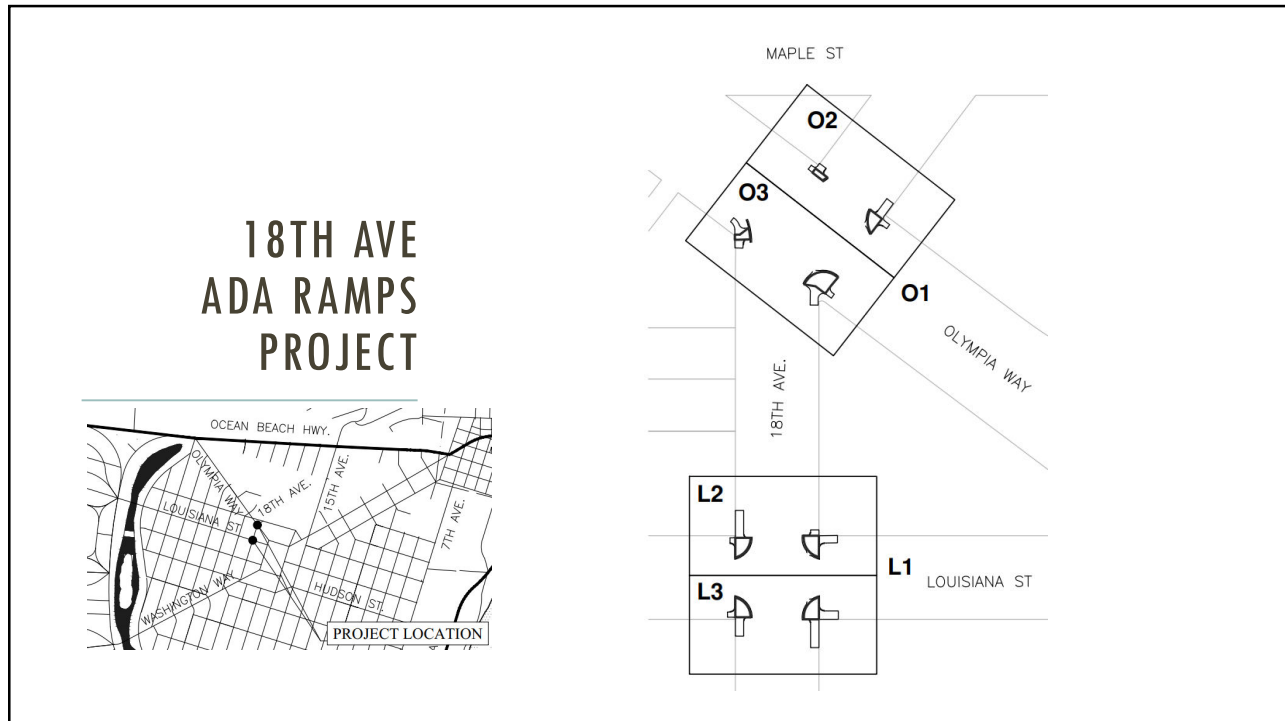 18TH AVE
ADA RAMPS
PROJECT
OCEAN BEACH HWY.
OLYMPIA WAY
18TH AVE.
15TH AVE.
LOUISIANA ST
7TH AVE.
WASHINGTON WAY
HUDSON ST.
PROJECT LOCATION
MAPLE ST
O2
O3
O1
OLYMPIA WAY
18TH AVE.
L2
L1
LOUISIANA ST
L3